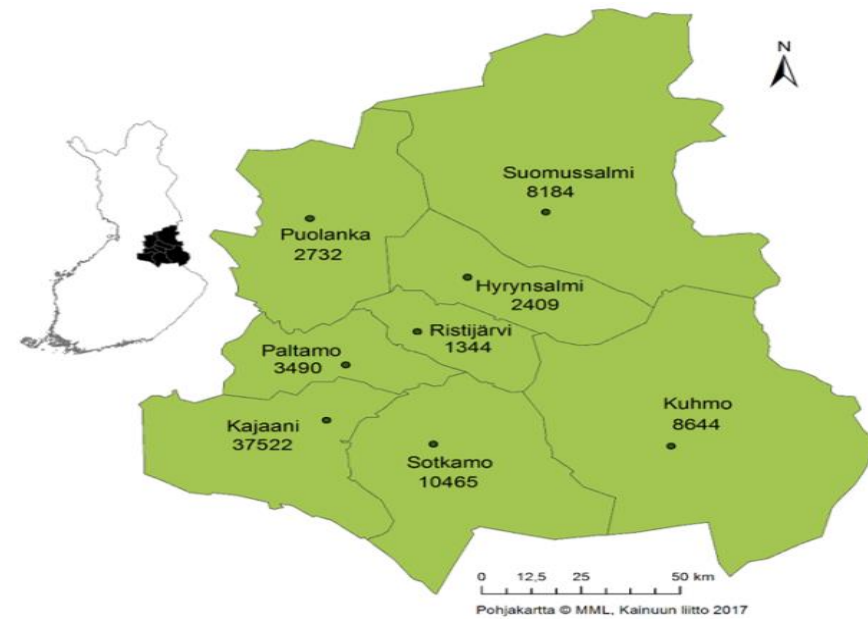 N
Suomussalmi
8184
Puolanka
2732
Hyrynsalmi
2409
Ristijärvi
1344
Paltamo
3490
Kuhmo
8644
Kajaani
37522
Sotkamo
10465
0 12,5 25 50 km
Pohjakartta © MML, Kainuun liitto 2017